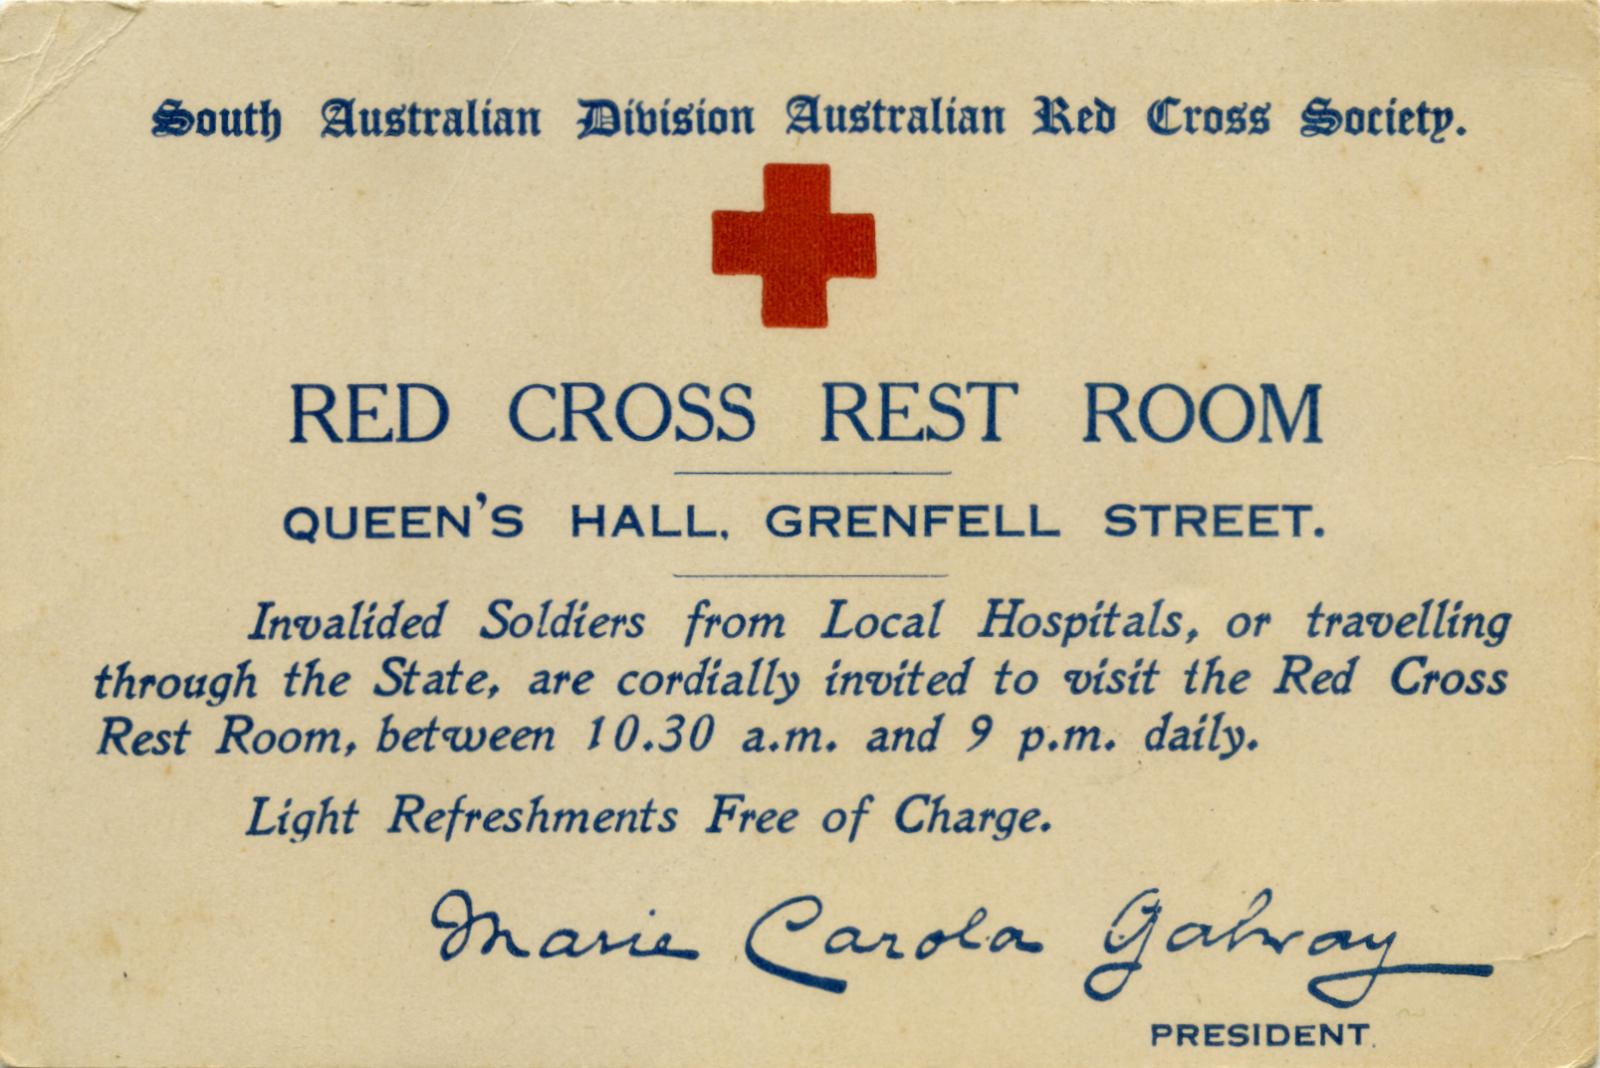 South Australian Division Australian Red Cross Society.
RED CROSS REST ROOM
QUEEN'S HALL, GRENFELL STREET.
Invalided Soldiers from Local Hospitals, or travelling
through the State, are cordially invited to visit the Red Cross
Rest Room, between 10.30 a.m. and 9 p.m. daily.
Light Refreshments Free of Charge.
Marie Carola Galway
PRESIDENT.